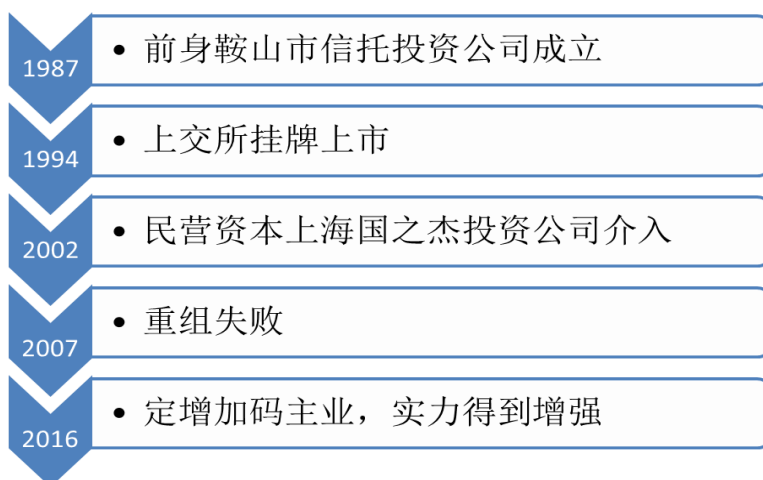 1987
• 前身鞍山市信托投资公司成立
1994
• 上交所挂牌上市
2002
• 民营资本上海国之杰投资公司介入
2007
• 重组失败
2016
• 定增加码主业，实力得到增强